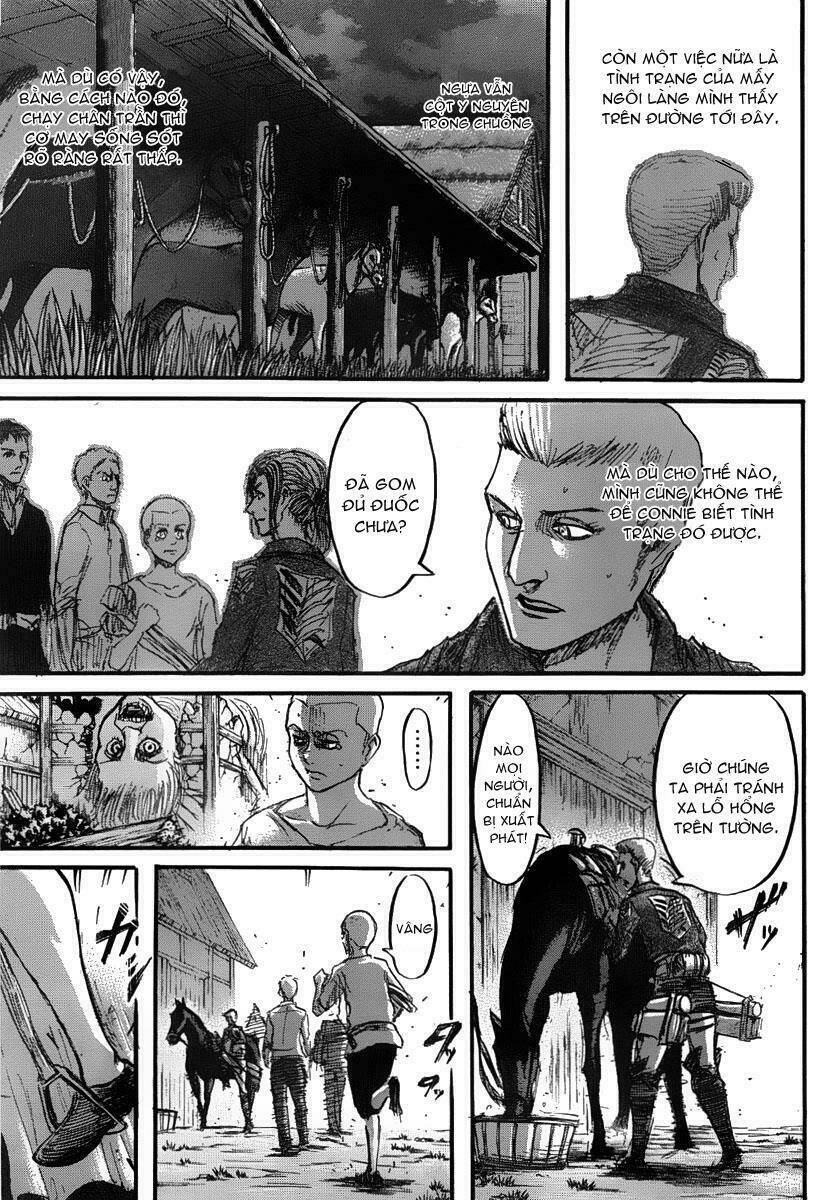 CÒN MỘT VIỆC NỮA LÀ
TÌNH TRẠNG CỦA MẤY
NGÔI LÀNG MÌNH THẤY
TRÊN ĐƯỜNG TỚI ĐÂY.
NGỰA VẪN
CỘT Y NGUYÊN
TRONG CHUỒNG
MÀ DÙ CÓ VẬY,
BẰNG CÁCH NÀO ĐÓ,
CHẠY CHÂN TRẦN THÌ
CƠ MAY SỐNG SÓT
RÕ RÀNG RẤT THẤP.
MÀ DÙ CHO THẾ NÀO,
MÌNH CŨNG KHÔNG THỂ
ĐỂ CONNIE BIẾT TÌNH
TRẠNG ĐÓ ĐƯỢC.
ĐÃ GOM
ĐỦ ĐUỐC
CHƯA?
GIỜ CHÚNG
TA PHẢI TRÁNH
XA LỖ HỔNG
TRÊN TƯỜNG.
NÀO
MỌI
NGƯỜI,
CHUẨN
BỊ XUẤT
PHÁT!
......
VÂNG